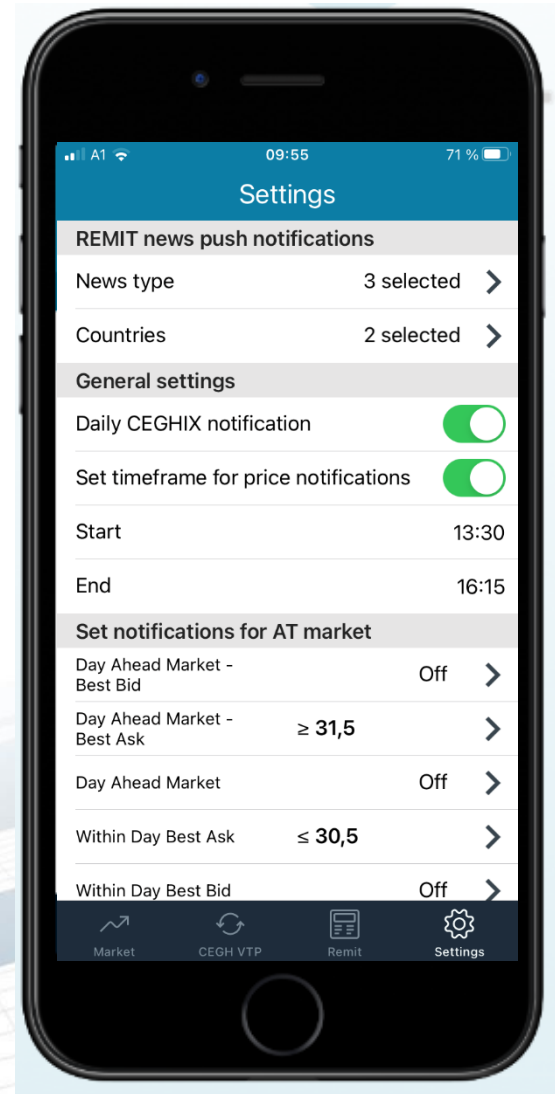 A1 09:55 71 %
Settings
REMIT news push notifications
News type 3 selected
Countries 2 selected
General settings
Daily CEGHIX notification
Set timeframe for price notifications
Start 13:30
End 16:15
Set notifications for AT market
Day Ahead Market -
Best Bid Off
Day Ahead Market -
Best Ask ≥ 31,5
Day Ahead Market Off
Within Day Best Ask ≤ 30,5
Within Day Best Bid Off
Market CEGH VTP Remit Settings